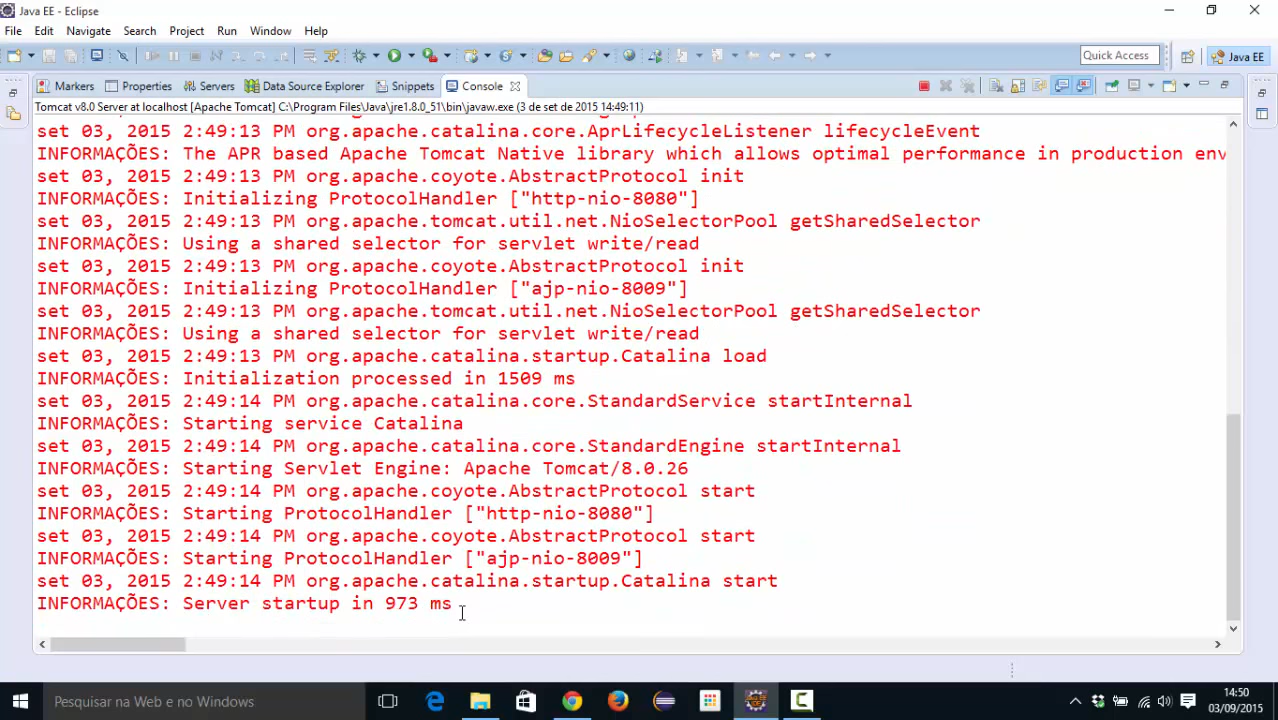 Java EE - Eclipse
File Edit Navigate Search Project Run Window Help
Quick Access
Java EE
Markers Properties Servers Data Source Explorer Snippets Console
Tomcat v8.0 Server at localhost [Apache Tomcat] C:\Program Files\Java\jre1.8.0_51\bin\javaw.exe (3 de set de 2015 14:49:11)
set 03, 2015 2:49:13 PM org.apache.catalina.core.AprLifecycleListener lifecycleEvent
INFORMAÇÕES: The APR based Apache Tomcat Native library which allows optimal performance in production env
set 03, 2015 2:49:13 PM org.apache.coyote.AbstractProtocol init
INFORMAÇÕES: Initializing ProtocolHandler ["http-nio-8080"]
set 03, 2015 2:49:13 PM org.apache.tomcat.util.net.NioSelectorPool getSharedSelector
INFORMAÇÕES: Using a shared selector for servlet write/read
set 03, 2015 2:49:13 PM org.apache.coyote.AbstractProtocol init
INFORMAÇÕES: Initializing ProtocolHandler ["ajp-nio-8009"]
set 03, 2015 2:49:13 PM org.apache.tomcat.util.net.NioSelectorPool getSharedSelector
INFORMAÇÕES: Using a shared selector for servlet write/read
set 03, 2015 2:49:13 PM org.apache.catalina.startup.Catalina load
INFORMAÇÕES: Initialization processed in 1509 ms
set 03, 2015 2:49:14 PM org.apache.catalina.core.StandardService startInternal
INFORMAÇÕES: Starting service Catalina
set 03, 2015 2:49:14 PM org.apache.catalina.core.StandardEngine startInternal
INFORMAÇÕES: Starting Servlet Engine: Apache Tomcat/8.0.26
set 03, 2015 2:49:14 PM org.apache.coyote.AbstractProtocol start
INFORMAÇÕES: Starting ProtocolHandler ["http-nio-8080"]
set 03, 2015 2:49:14 PM org.apache.coyote.AbstractProtocol start
INFORMAÇÕES: Starting ProtocolHandler ["ajp-nio-8009"]
set 03, 2015 2:49:14 PM org.apache.catalina.startup.Catalina start
INFORMAÇÕES: Server startup in 973 ms
Pesquisar na Web e no Windows
14:50
03/09/2015